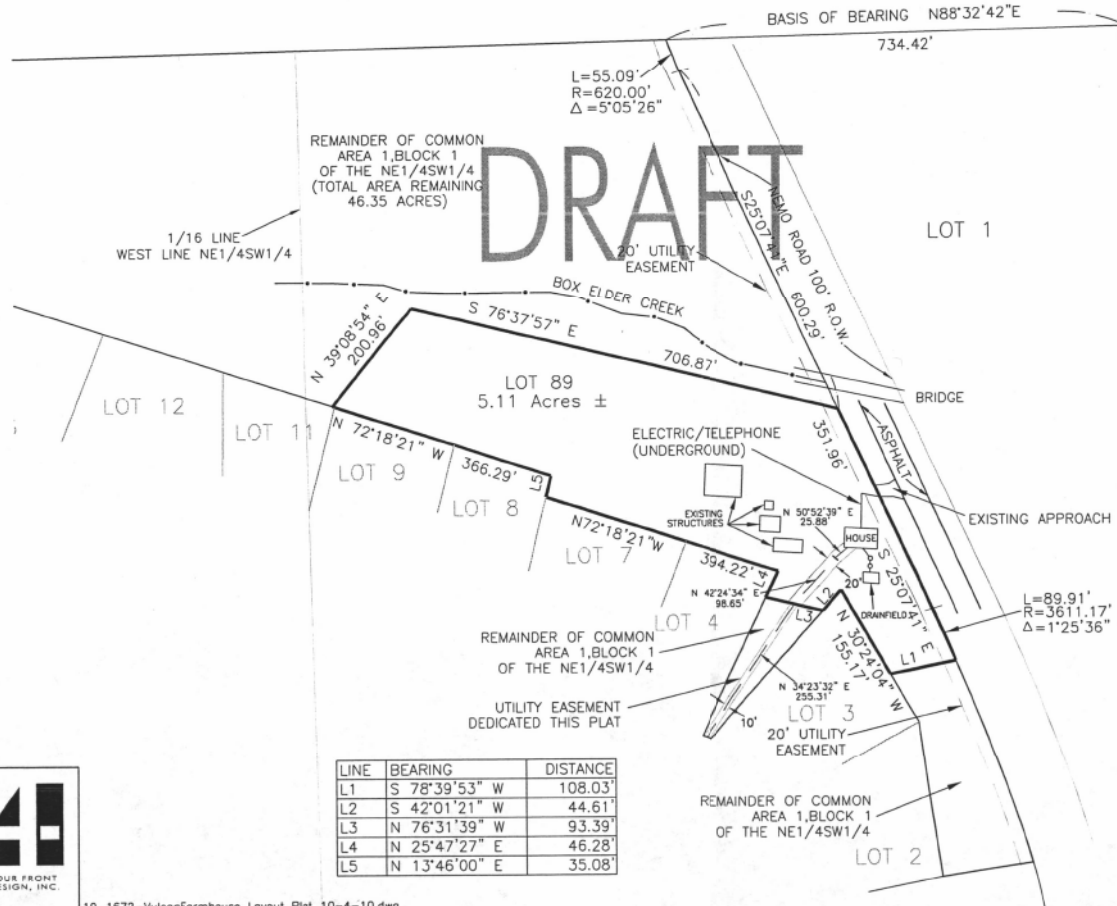 BASIS OF BEARING N88°32'42"E
734.42'
L=55.09'
R=620.00'
Δ =5°05'26"
REMAINDER OF COMMON
AREA 1,BLOCK 1
OF THE NE1/4SW1/4
(TOTAL AREA REMAINING
46.35 ACRES)
DRAFT
1/16 LINE
WEST LINE NE1/4SW1/4
NEMO ROAD 100' R.O.W.
S25°07'41"E 600.29'
20' UTILITY
EASEMENT
LOT 1
BOX ELDER CREEK
N 39°08'54" E
200.96'
S 76°37'57" E
706.87'
LOT 89
5.11 Acres ±
BRIDGE
LOT 12
LOT 11
N 72°18'21" W
366.29'
L5
LOT 9
LOT 8
ELECTRIC/TELEPHONE
(UNDERGROUND)
351.96'
ASPHALT
EXISTING
STRUCTURES
N 50°52'39" E
25.88'
EXISTING APPROACH
HOUSE
N72°18'21"W
394.22'
L4
LOT 7
S 25°07'41" E
20'
DRAINFIELD
N 42°24'34" E
98.65'
L2
L3
LOT 4
L=89.91'
R=3611.17'
Δ=1°25'36"
N 30°24'04" W
155.17'
L1
REMAINDER OF COMMON
AREA 1,BLOCK 1
OF THE NE1/4SW1/4
N 34°23'32" E
255.31'
UTILITY EASEMENT
DEDICATED THIS PLAT
10'
LOT 3
20' UTILITY
EASEMENT
LINE BEARING DISTANCE
L1 S 78°39'53" W 108.03'
L2 S 42°01'21" W 44.61'
L3 N 76°31'39" W 93.39'
L4 N 25°47'27" E 46.28'
L5 N 13°46'00" E 35.08'
REMAINDER OF COMMON
AREA 1,BLOCK 1
OF THE NE1/4SW1/4
LOT 2
OUR FRONT
ESIGN, INC.